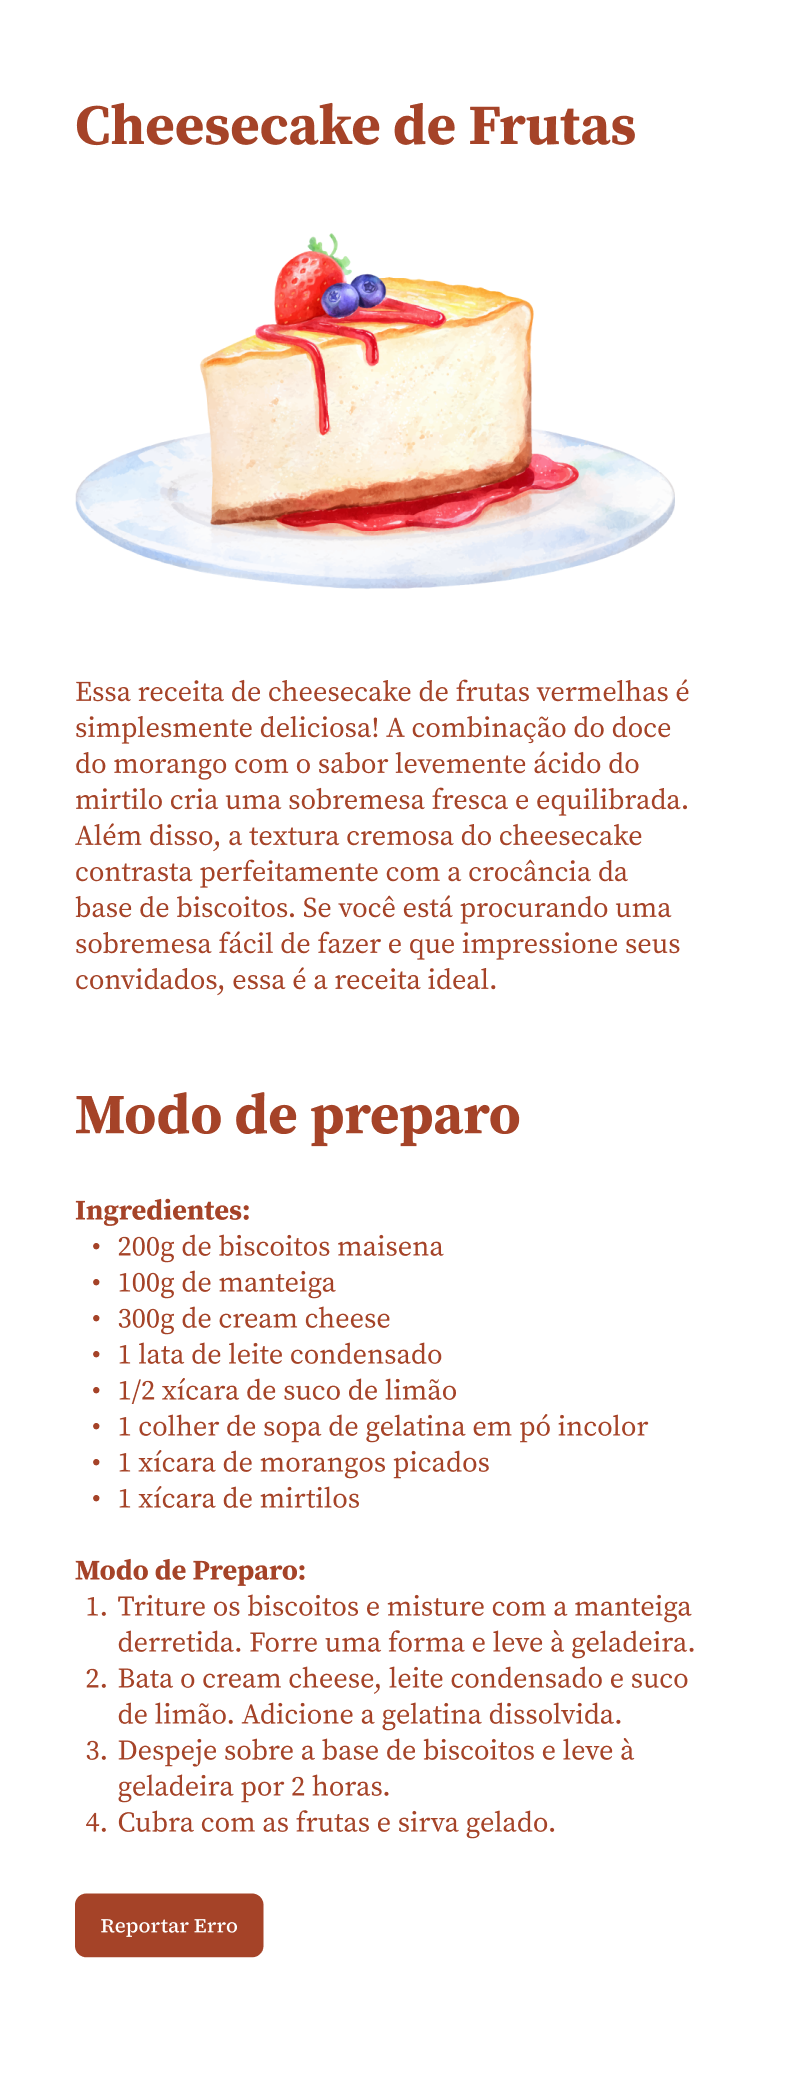 Cheesecake de Frutas
Essa receita de cheesecake de frutas vermelhas é
simplesmente deliciosa! A combinação do doce
do morango com o sabor levemente ácido do
mirtilo cria uma sobremesa fresca e equilibrada.
Além disso, a textura cremosa do cheesecake
contrasta perfeitamente com a crocância da
base de biscoitos. Se você está procurando uma
sobremesa fácil de fazer e que impressione seus
convidados, essa é a receita ideal.
Modo de preparo
Ingredientes:
• 200g de biscoitos maisena
• 100g de manteiga
• 300g de cream cheese
• 1 lata de leite condensado
• 1/2 xícara de suco de limão
• 1 colher de sopa de gelatina em pó incolor
• 1 xícara de morangos picados
• 1 xícara de mirtilos
Modo de Preparo:
1. Triture os biscoitos e misture com a manteiga
derretida. Forre uma forma e leve à geladeira.
2. Bata o cream cheese, leite condensado e suco
de limão. Adicione a gelatina dissolvida.
3. Despeje sobre a base de biscoitos e leve à
geladeira por 2 horas.
4. Cubra com as frutas e sirva gelado.
Reportar Erro